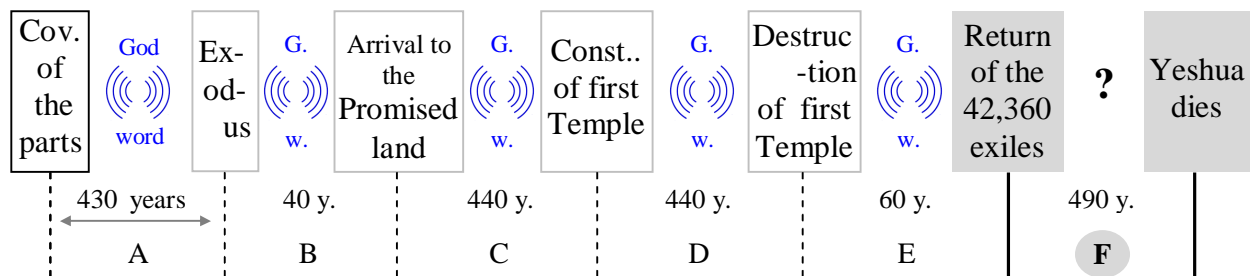 Cov.
of
the
parts
God
word
Ex-
od-
us
G.
w.
Arrival to
the
Promised
land
G.
w.
Const..
of first
Temple
G.
w.
Destruc
-tion
of first
Temple
G.
w.
Return
of the
42,360
exiles
?
Yeshua
dies
430 years
40 y.
440 y.
440 y.
60 y.
490 y.
A
B
C
D
E
F